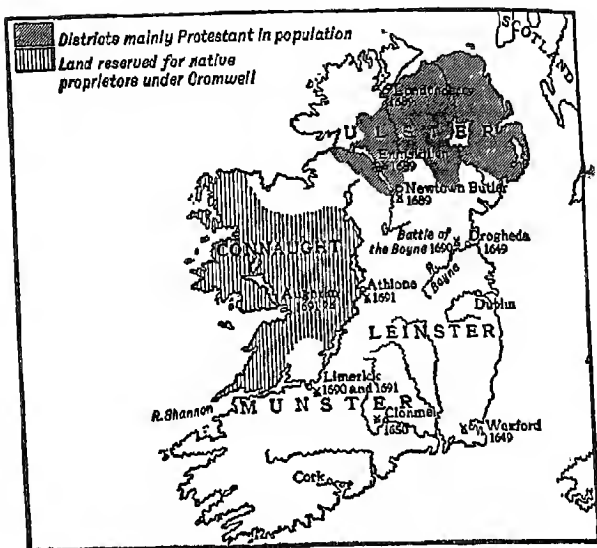 Districts mainly Protestant in population
Land reserved for native
proprietors under Cromwell
SCOTLAND
Londonderry
1689
ULSTER
Enniskillen
1689
Newtown Butler
1689
Battle of
the Boyne 1690
Drogheda
1649
R. Boyne
CONNAUGHT
Athlone
1691
Aughrim
1691
Dublin
LEINSTER
Limerick
1690 and 1691
R. Shannon
MUNSTER
Clonmel
1650
Wexford
1649
Cork